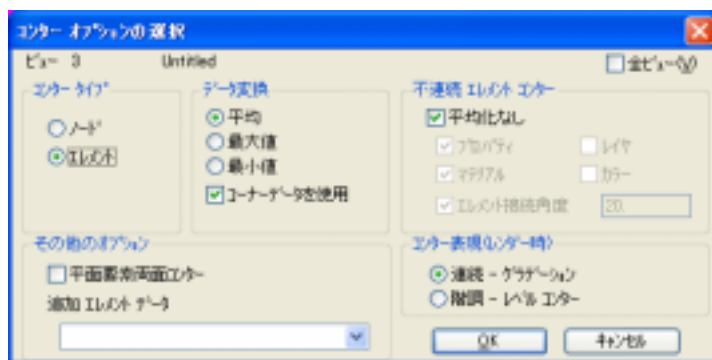 コンター オプションの選択
ビュー 3 Untitled
全ビュー(V)
コンター タイプ
ノード
エレメント
データ変換
平均
最大値
最小値
コーナーデータを使用
不連続 エレメント コンター
平均化なし
プロパティ
レイヤ
マテリアル
カラー
エレメント接続角度 20.
その他のオプション
平面要素両面コンター
追加 エレメント データ
コンター表現(レンダー時)
連続 - グラデーション
階調 - レベル コンター
OK
キャンセル